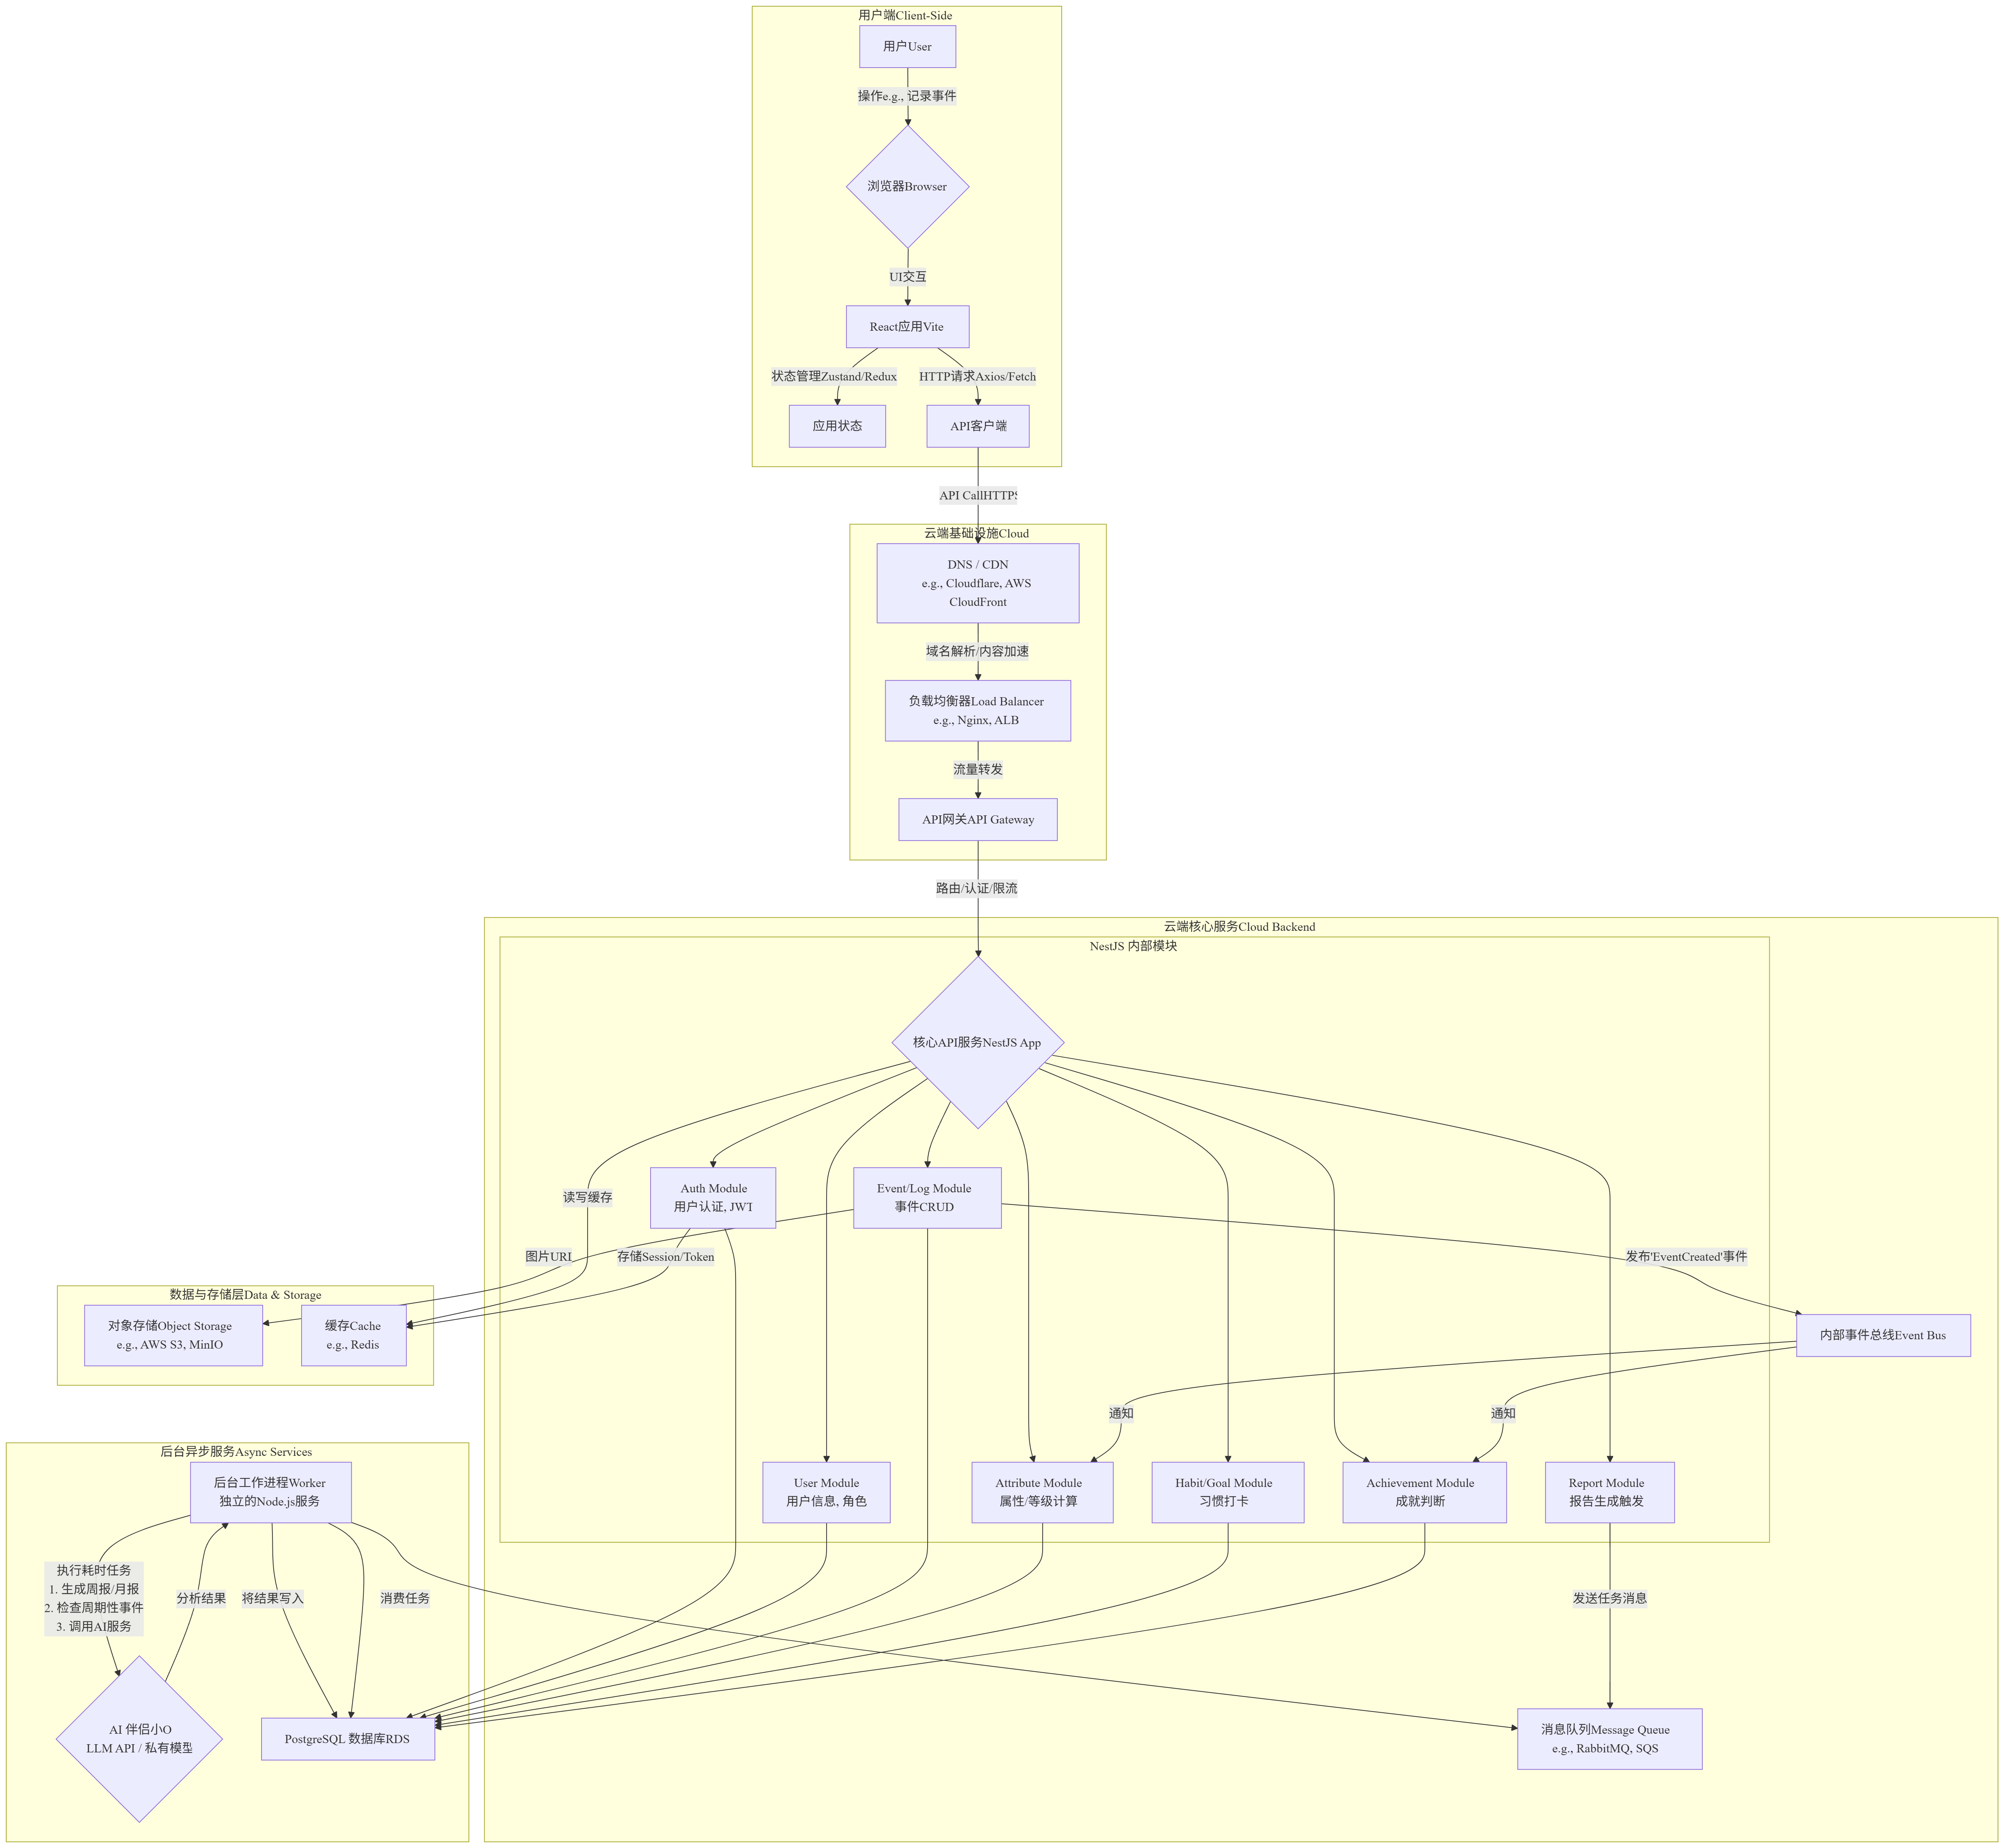 用户端Client-Side
用户User
操作e.g., 记录事件
浏览器Browser
UI交互
React应用Vite
状态管理Zustand/Redux
HTTP请求Axios/Fetch
应用状态
API客户端
API CallHTTPS
云端基础设施Cloud
DNS / CDN
e.g., Cloudflare, AWS
CloudFront
域名解析/内容加速
负载均衡器Load Balancer
e.g., Nginx, ALB
流量转发
API网关API Gateway
路由/认证/限流
云端核心服务Cloud Backend
NestJS 内部模块
核心API服务NestJS App
读写缓存
Auth Module
用户认证, JWT
Event/Log Module
事件CRUD
图片URL
存储Session/Token
发布'EventCreated'事件
数据与存储层Data & Storage
对象存储Object Storage
e.g., AWS S3, MinIO
缓存Cache
e.g., Redis
内部事件总线Event Bus
通知
通知
后台异步服务Async Services
后台工作进程Worker
独立的Node.js服务
User Module
用户信息, 角色
Attribute Module
属性/等级计算
Habit/Goal Module
习惯打卡
Achievement Module
成就判断
Report Module
报告生成触发
执行耗时任务
1. 生成周报/月报
2. 检查周期性事件
3. 调用AI服务
分析结果
将结果写入
消费任务
发送任务消息
AI 伴侣小O
LLM API / 私有模型
PostgreSQL 数据库RDS
消息队列Message Queue
e.g., RabbitMQ, SQS